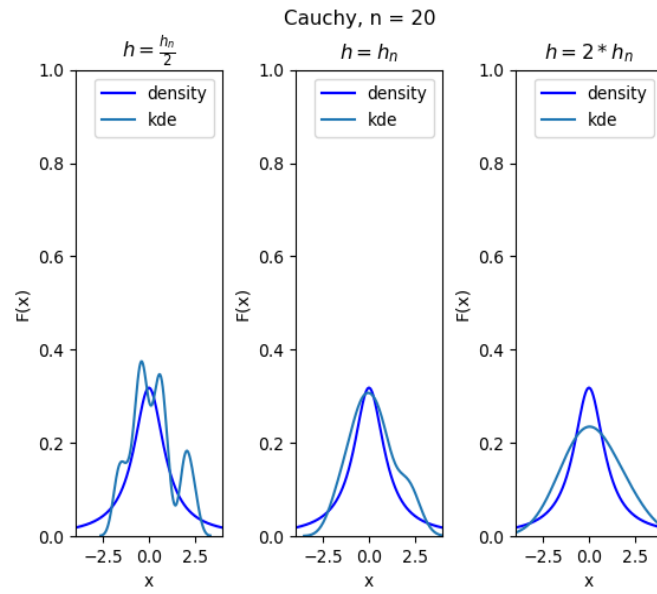 Cauchy, n = 20
h = h_n/2
h = h_n
h = 2 * h_n
1.0
0.8
0.6
0.4
0.2
0.0
F(x)
density
kde
−2.5 0.0 2.5
x
1.0
0.8
0.6
0.4
0.2
0.0
F(x)
density
kde
−2.5 0.0 2.5
x
1.0
0.8
0.6
0.4
0.2
0.0
F(x)
density
kde
−2.5 0.0 2.5
x